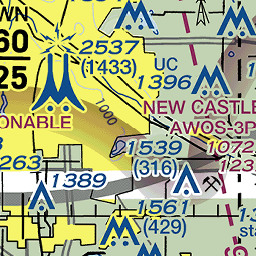 WN
60
25
2537
(1433)
UC
1396
1000
NEW CASTLE
AWOS-3P
ONABLE
1539
(316)
263
1389
1561
(429)